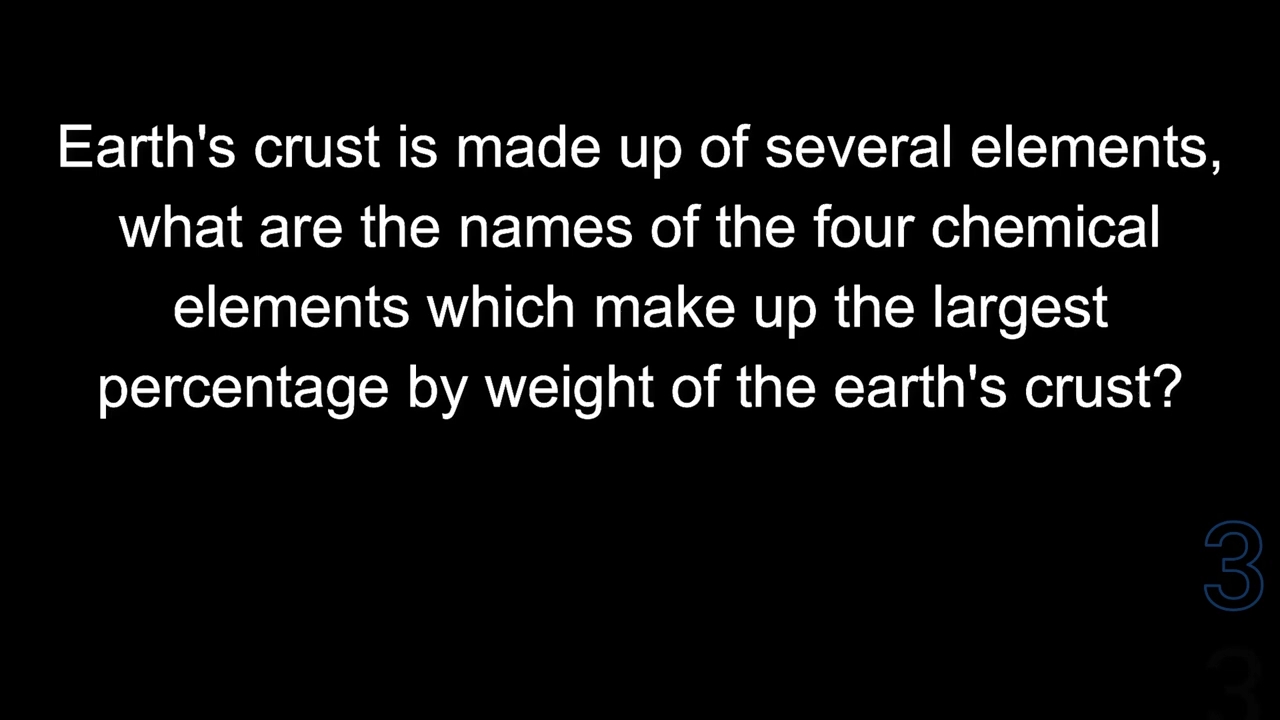 Earth's crust is made up of several elements,
what are the names of the four chemical
elements which make up the largest
percentage by weight of the earth's crust?
3
3